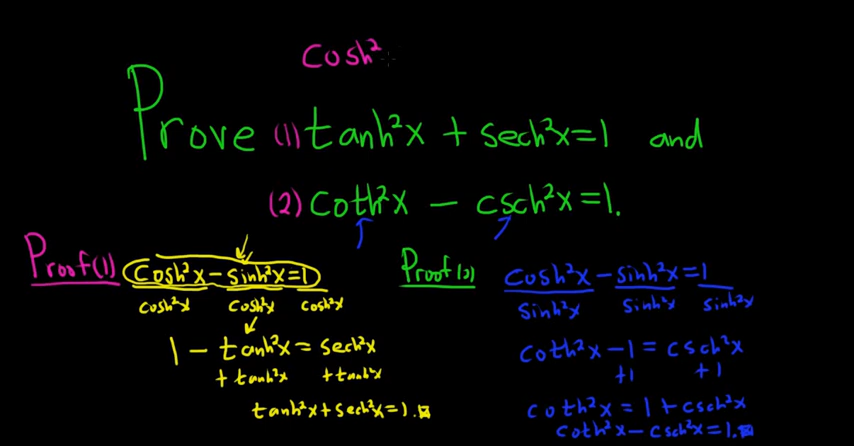 cosh²
Prove (1) tanh²x + sech²x = 1 and
(2) coth²x − csch²x = 1.
Proof (1)
cosh²x − sinh²x = 1
cosh²x cosh²x cosh²x
1 − tanh²x = sech²x
+ tanh²x + tanh²x
tanh²x + sech²x = 1.
Proof (2)
cosh²x − sinh²x = 1
sinh²x sinh²x sinh²x
coth²x − 1 = csch²x
+1 +1
coth²x = 1 + csch²x
coth²x − csch²x = 1.